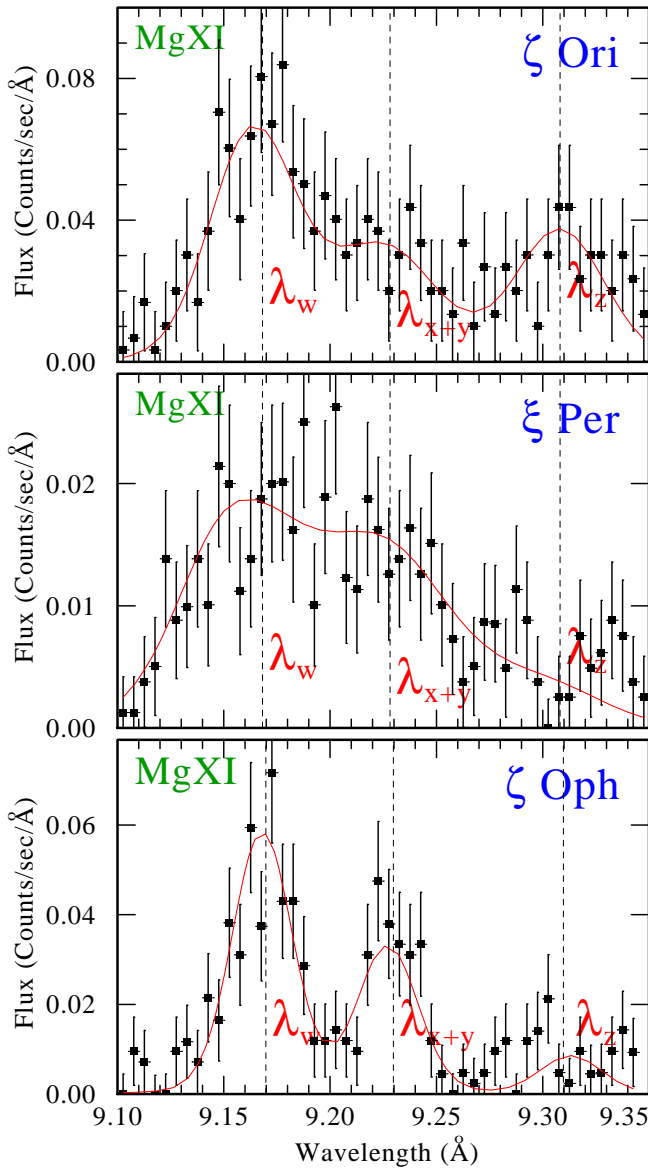 MgXI ζ Ori
0.08
0.04
0.00
Flux (Counts/sec/Å)
λw λx+y λz
MgXI ξ Per
0.02
0.01
0.00
Flux (Counts/sec/Å)
λw λx+y λz
MgXI ζ Oph
0.06
0.04
0.02
0.00
Flux ((Counts/sec/Å)
λw λx+y λz
9.10 9.15 9.20 9.25 9.30 9.35
Wavelength (Å)